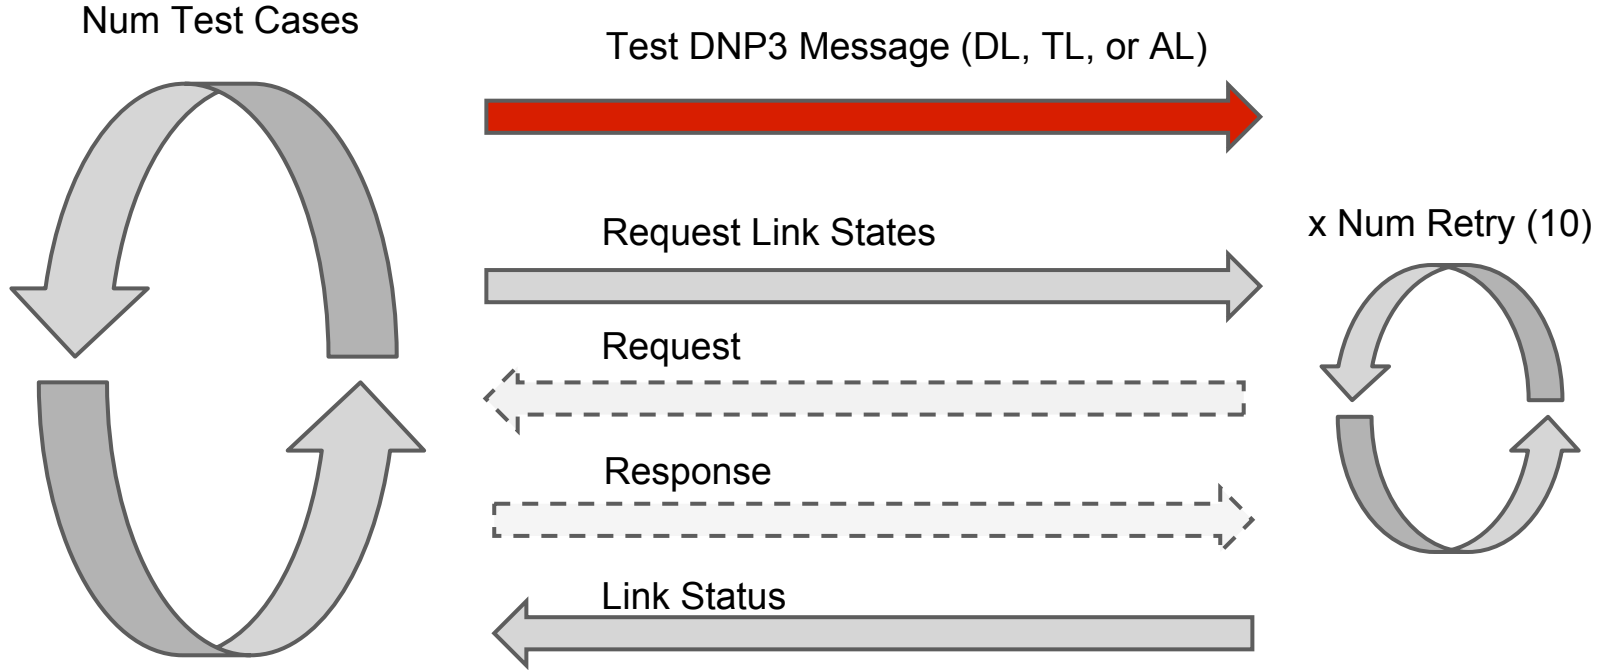 Num Test Cases
Test DNP3 Message (DL, TL, or AL)
Request Link States
x Num Retry (10)
Request
Response
Link Status